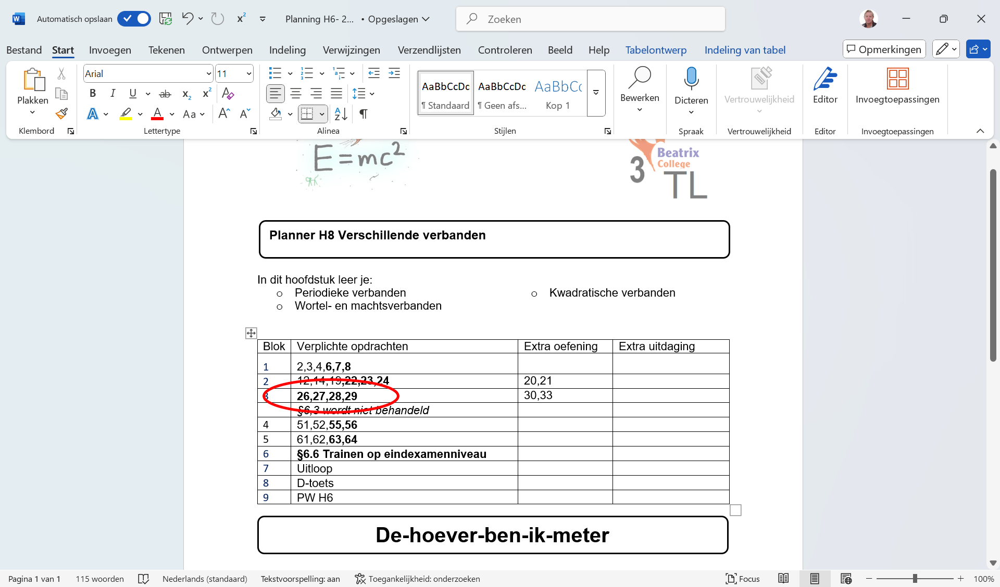 Automatisch opslaan
Planning H6- 2... • Opgeslagen
Zoeken
Bestand Start Invoegen Tekenen Ontwerpen Indeling Verwijzingen Verzendlijsten Controleren Beeld Help Tabelontwerp Indeling van tabel Opmerkingen
Plakken
Klembord
Arial 11
Lettertype
Alinea
AaBbCcDc AaBbCcDc AaBbCc
¶ Standaard ¶ Geen afs... Kop 1
Stijlen
Bewerken
Dicteren
Spraak
Vertrouwelijkheid
Vertrouwelijkheid
Editor
Editor
Invoegtoepassingen
Invoegtoepassingen
E=mc²
Beatrix
College
3 TL
Planner H8 Verschillende verbanden
In dit hoofdstuk leer je:
o Periodieke verbanden
o Wortel- en machtsverbanden
o Kwadratische verbanden
Blok Verplichte opdrachten Extra oefening Extra uitdaging
1 2,3,4,6,7,8
2 12,14,19,22,23,24 20,21
3 26,27,28,29 30,33
§6,3 wordt niet behandeld
4 51,52,55,56
5 61,62,63,64
6 §6.6 Trainen op eindexamenniveau
7 Uitloop
8 D-toets
9 PW H6
De-hoever-ben-ik-meter
Pagina 1 van 1 115 woorden Nederlands (standaard) Tekstvoorspelling: aan Toegankelijkheid: onderzoeken Focus 100%